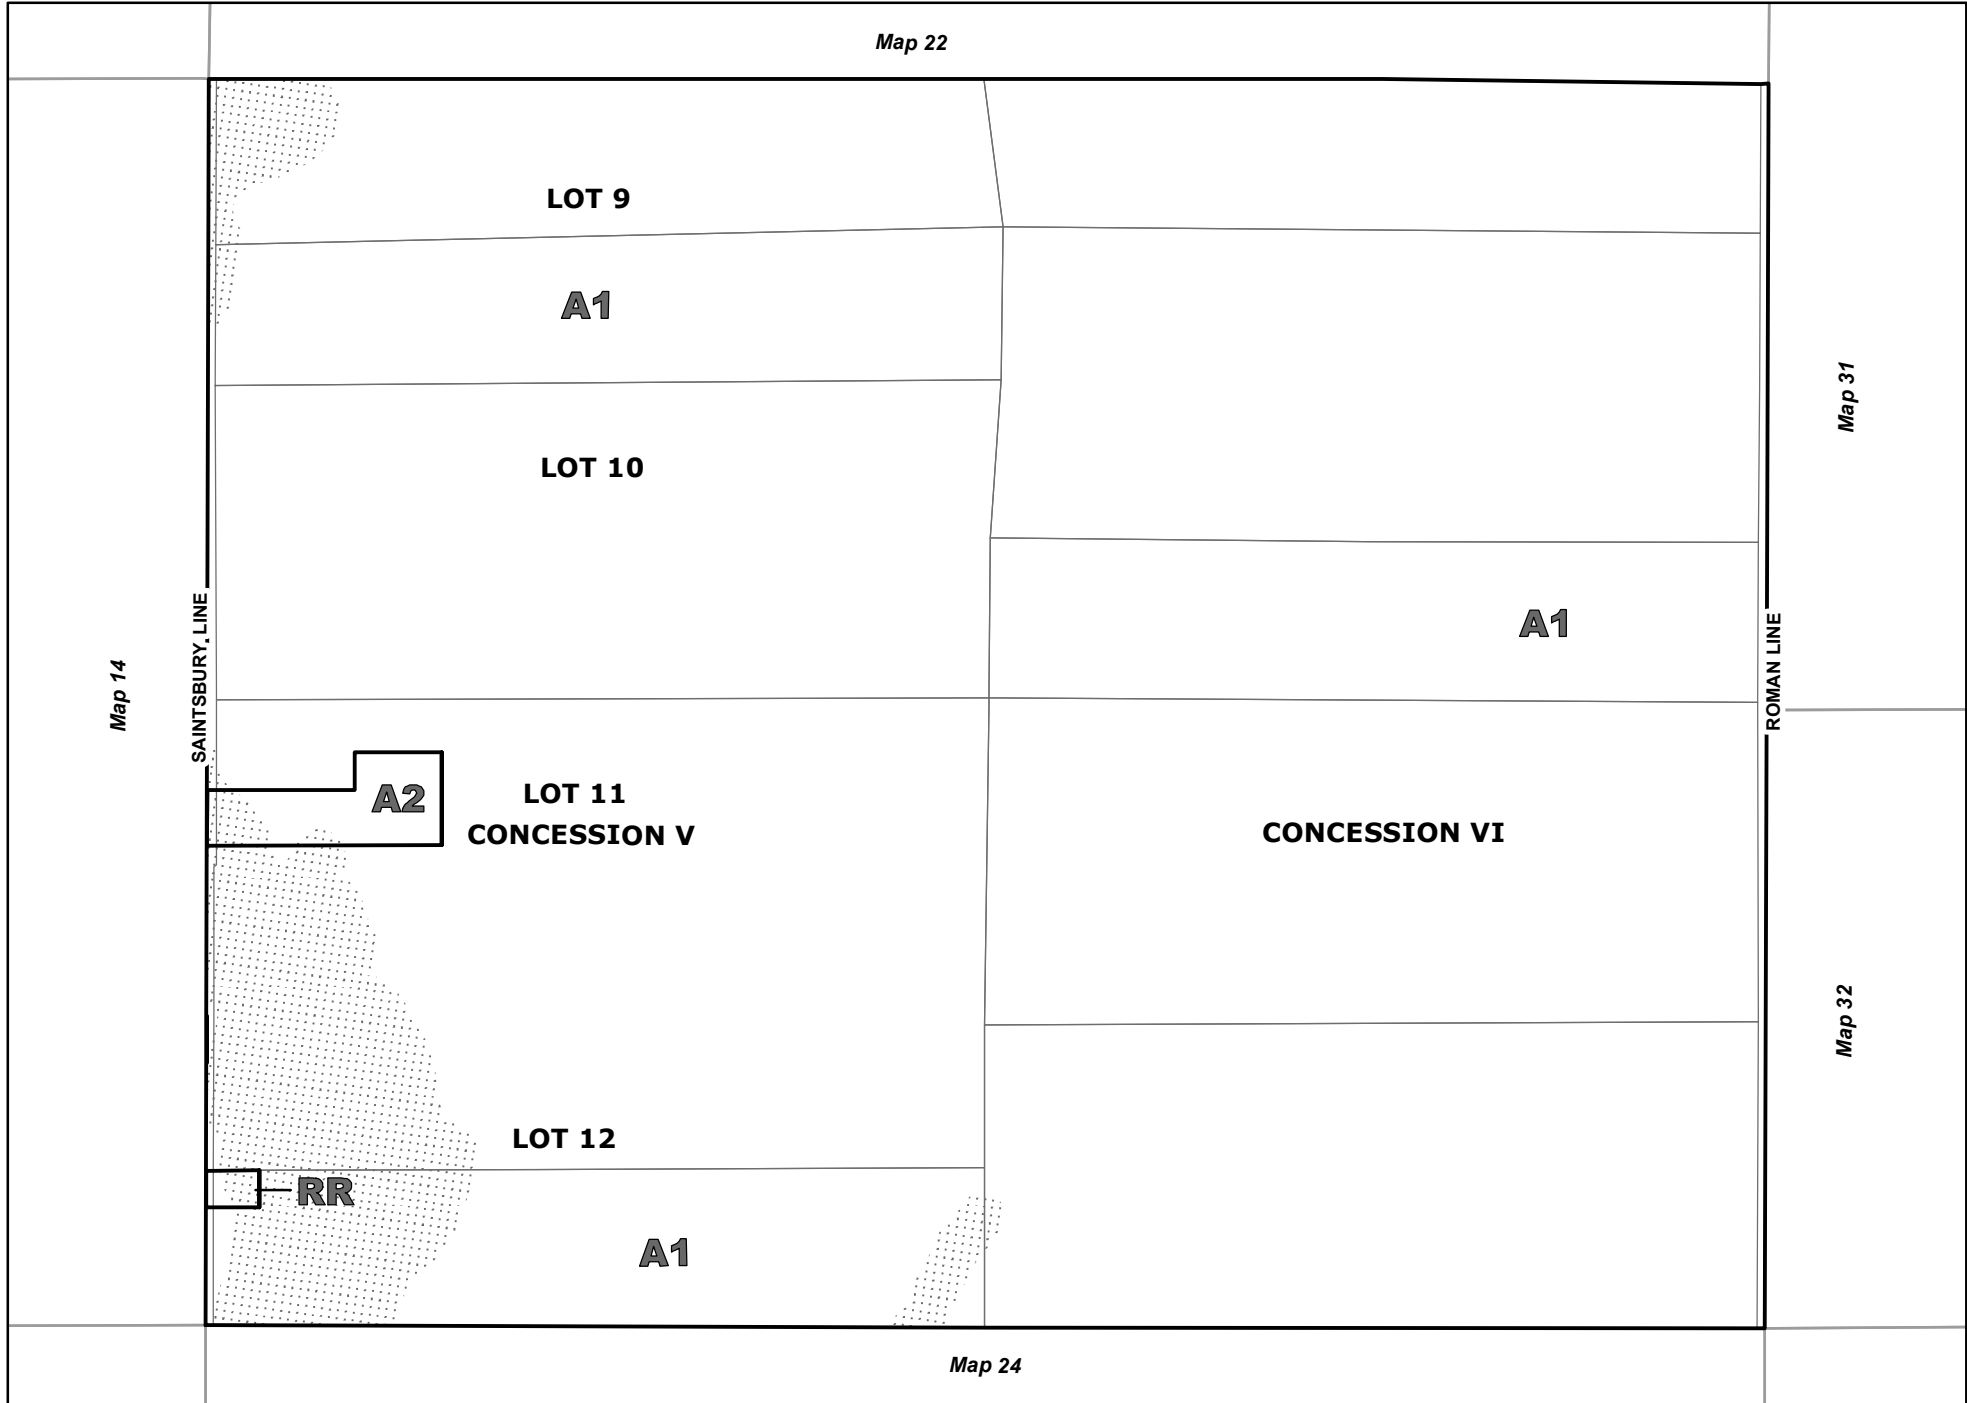 Map 22
LOT 9
A1
Map 31
LOT 10
SAINTSBURY LINE
A1
ROMAN LINE
Map 14
A2
LOT 11
CONCESSION V
CONCESSION VI
Map 32
LOT 12
RR
A1
Map 24